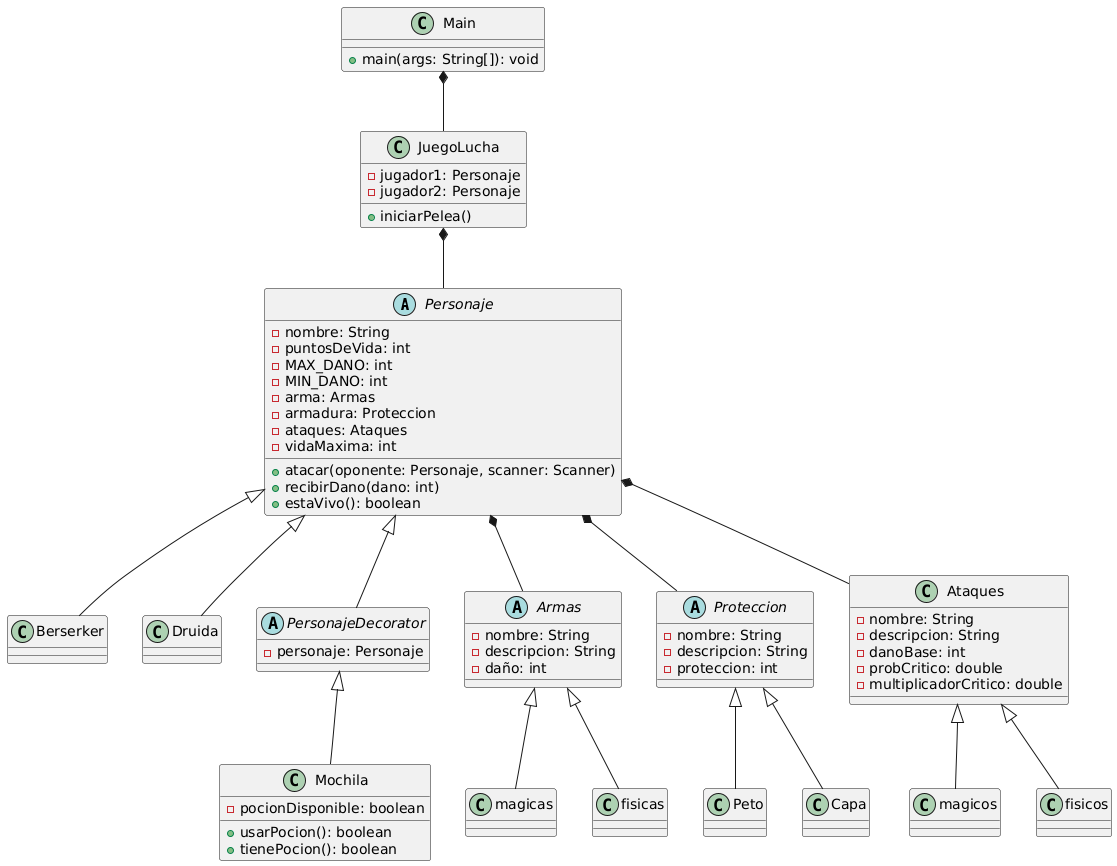 C Main
main(args: String[]): void
C JuegoLucha
jugador1: Personaje
jugador2: Personaje
iniciarPelea()
A Personaje
nombre: String
puntosDeVida: int
MAX_DANO: int
MIN_DANO: int
arma: Armas
armadura: Proteccion
ataques: Ataques
vidaMaxima: int
atacar(oponente: Personaje, scanner: Scanner)
recibirDano(dano: int)
estaVivo(): boolean
C Berserker
C Druida
A PersonajeDecorator
personaje: Personaje
A Armas
nombre: String
descripcion: String
daño: int
A Proteccion
nombre: String
descripcion: String
proteccion: int
C Ataques
nombre: String
descripcion: String
danoBase: int
probCritico: double
multiplicadorCritico: double
C Mochila
pocionDisponible: boolean
usarPocion(): boolean
tienePocion(): boolean
C magicas
C fisicas
C Peto
C Capa
C magicos
C fisicos